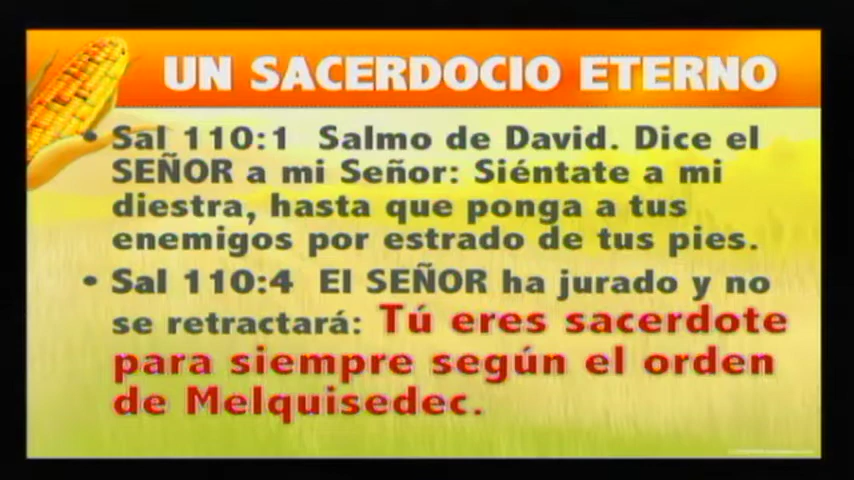 UN SACERDOCIO ETERNO
• Sal 110:1 Salmo de David. Dice el
SEÑOR a mi Señor: Siéntate a mi
diestra, hasta que ponga a tus
enemigos por estrado de tus pies.
• Sal 110:4 El SEÑOR ha jurado y no
se retractará: Tú eres sacerdote
para siempre según el orden
de Melquisedec.